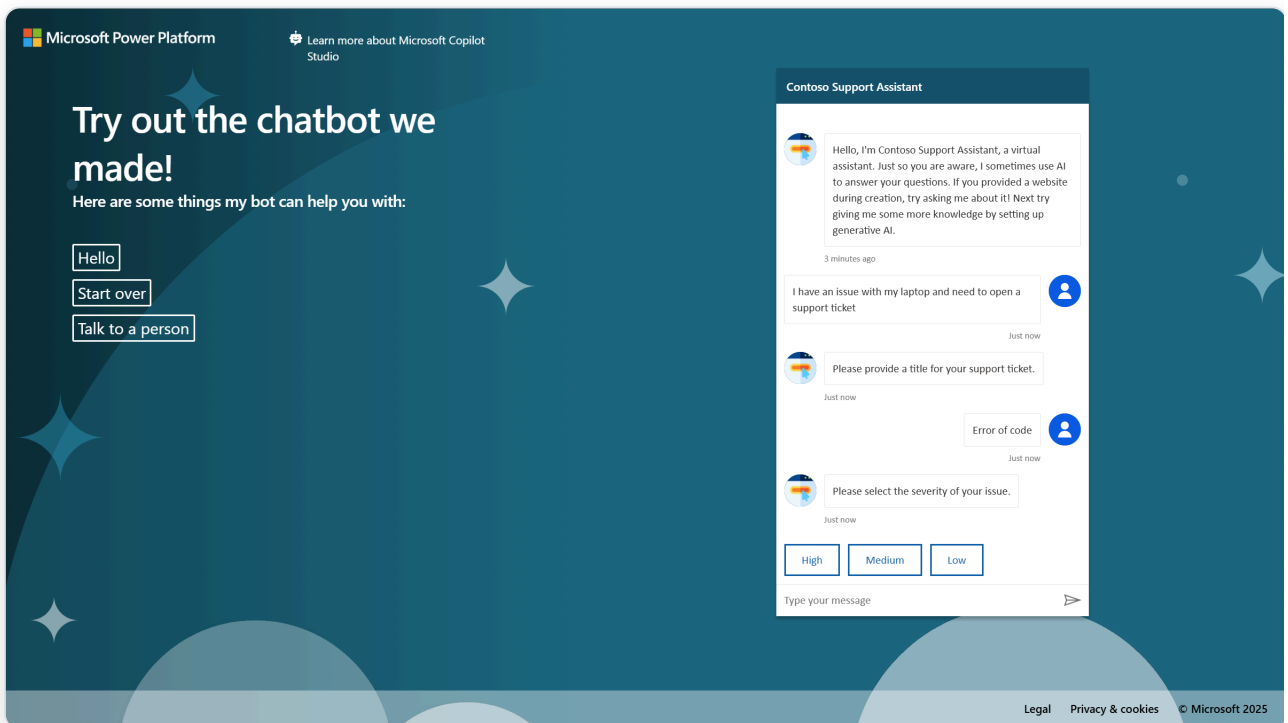 Microsoft Power Platform
Learn more about Microsoft Copilot
Studio
Try out the chatbot we
made!
Here are some things my bot can help you with:
Hello
Start over
Talk to a person
Contoso Support Assistant
Hello, I'm Contoso Support Assistant, a virtual
assistant. Just so you are aware, I sometimes use AI
to answer your questions. If you provided a website
during creation, try asking me about it! Next try
giving me some more knowledge by setting up
generative AI.
3 minutes ago
I have an issue with my laptop and need to open a
support ticket
Just now
Please provide a title for your support ticket.
Just now
Error of code
Just now
Please select the severity of your issue.
Just now
High Medium Low
Type your message
Legal Privacy & cookies © Microsoft 2025